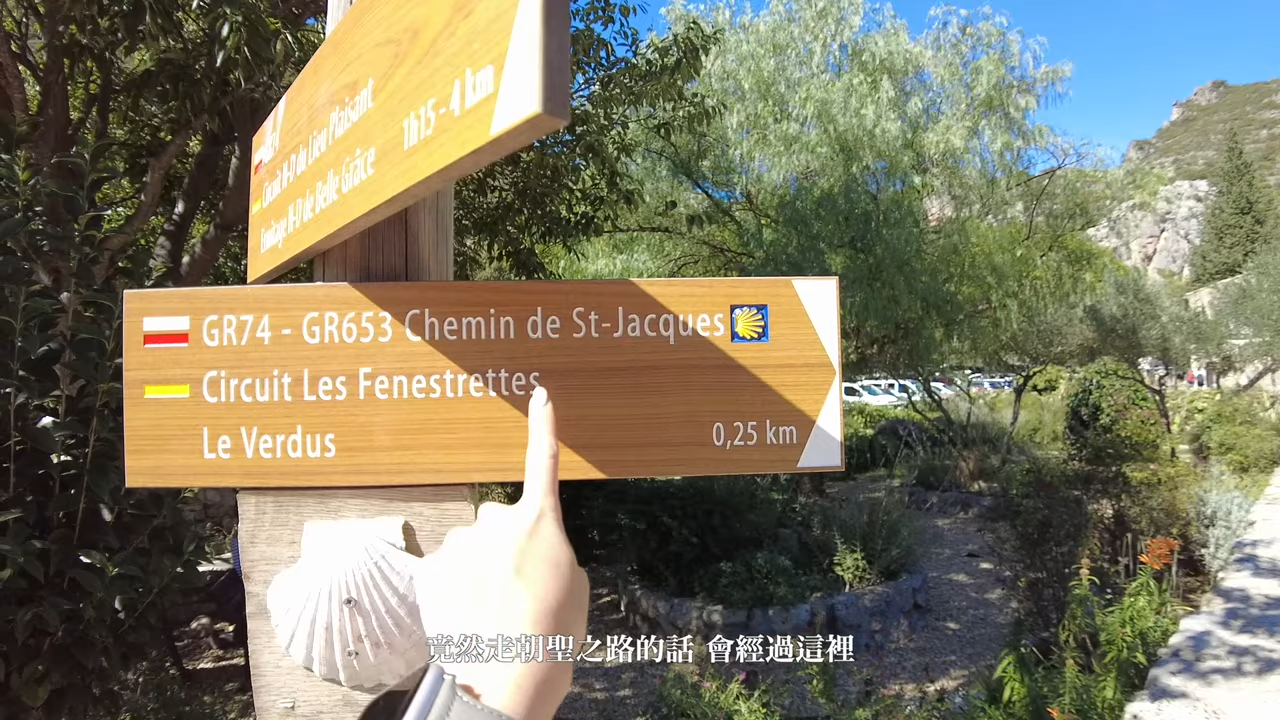 GR74
Circuit N-D du Lieu Plaisant
Ermitage N-D de Belle Grâce
1h15 - 4 km
GR74 - GR653 Chemin de St-Jacques
Circuit Les Fenestrettes
Le Verdus
0,25 km
竟然走朝聖之路的話 會經過這裡